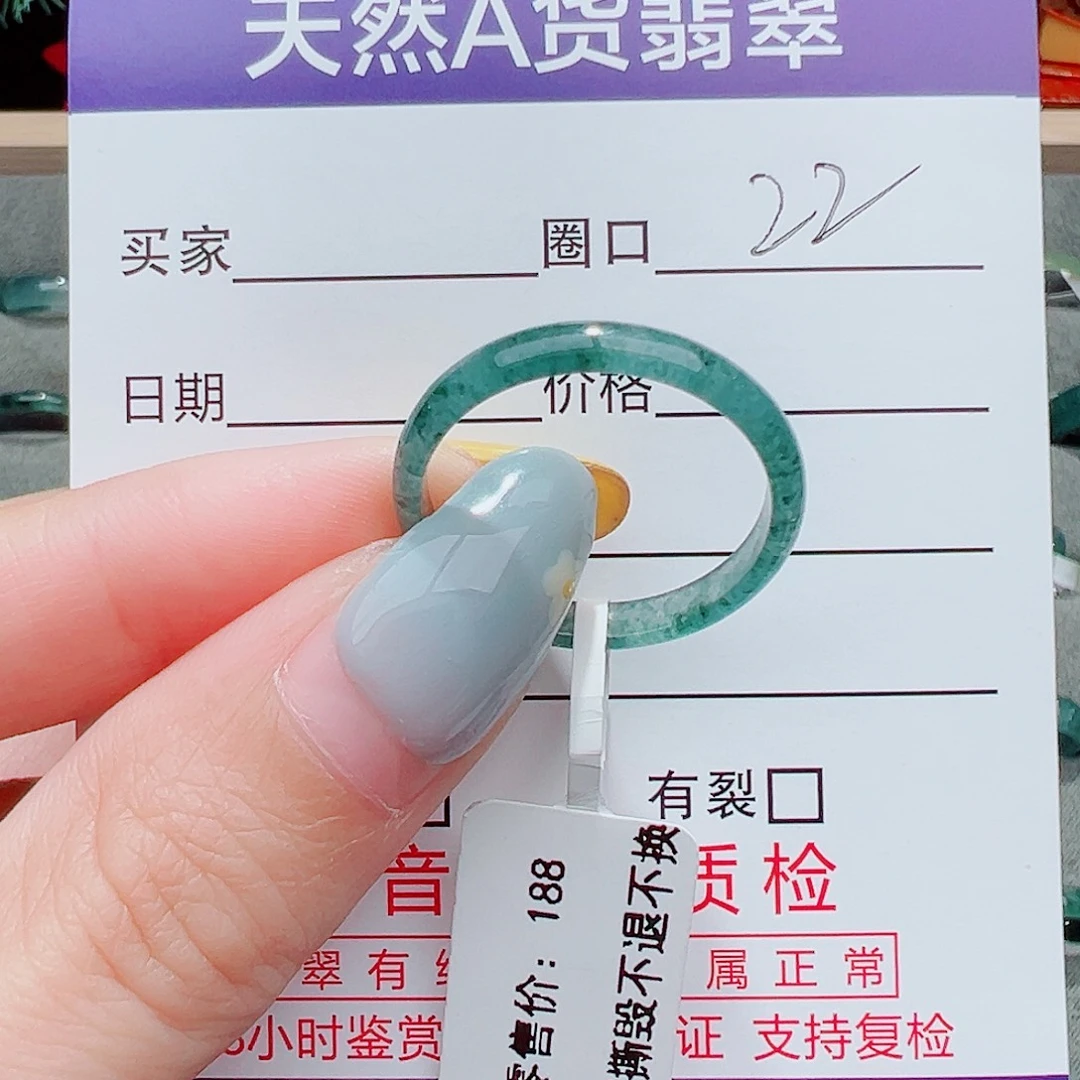 天然A货翡翠
买家 圈口 22
日期 价格
有裂
音 质检
翠有 属正常
小时鉴赏 证 支持复检
零售价：188
撕毁不退不换